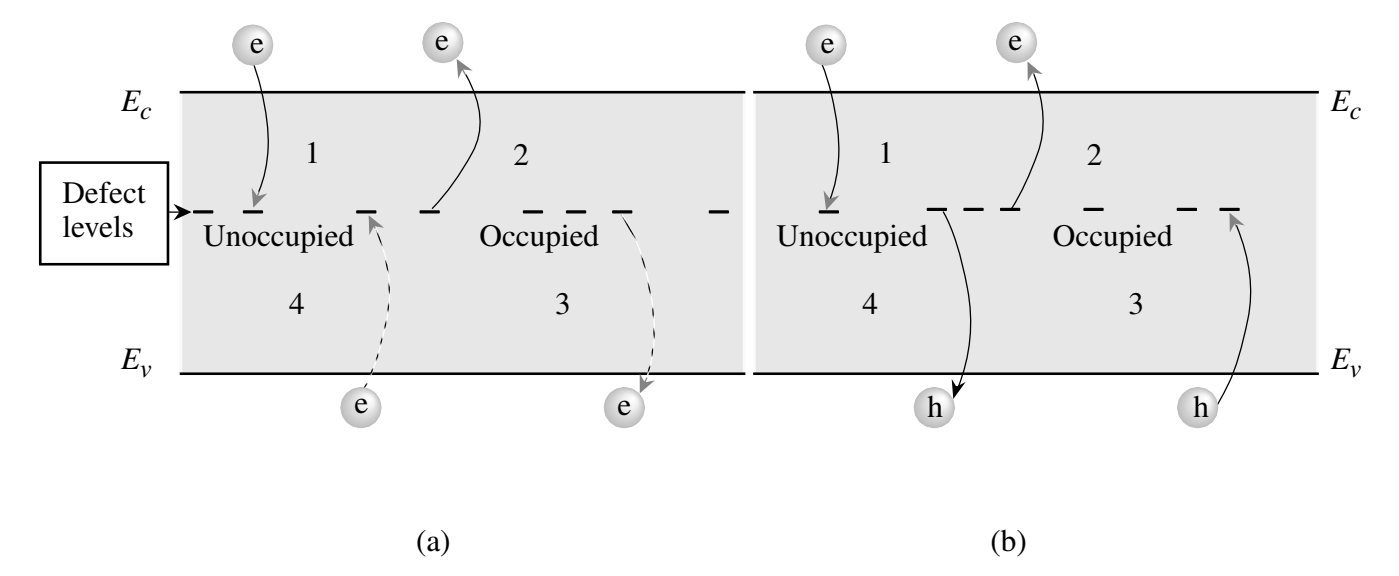 e e e e
E_c E_c
1 2 1 2
Defect
levels
Unoccupied Occupied Unoccupied Occupied
4 3 4 3
E_v E_v
e e h h
(a) (b)